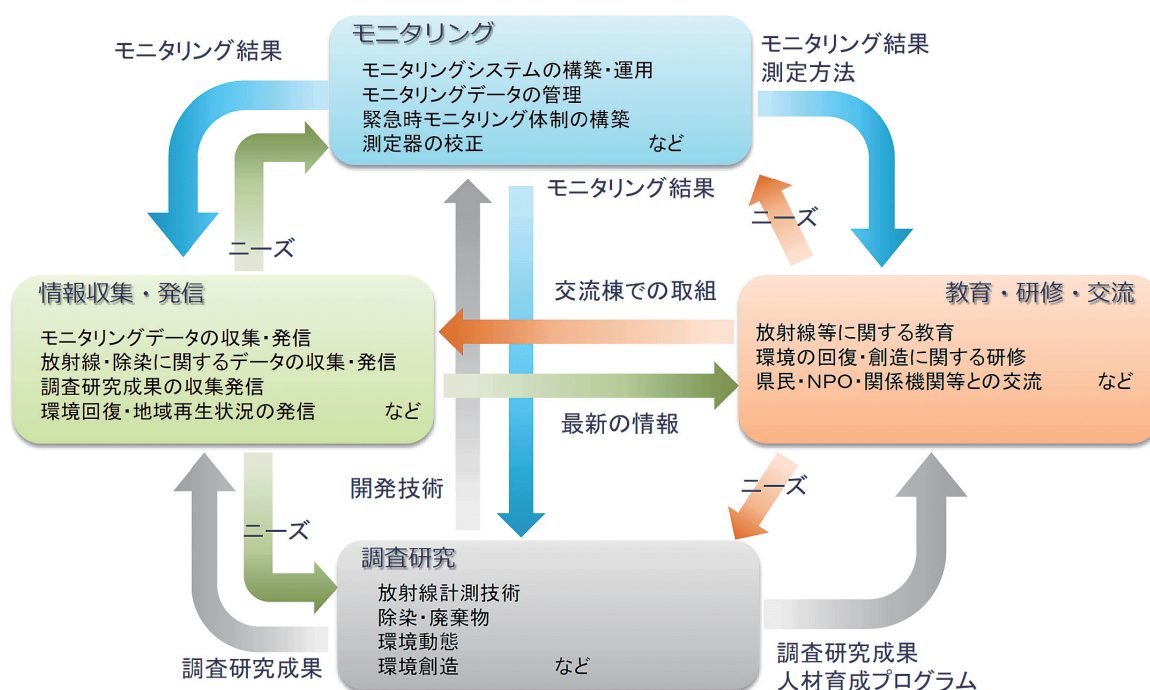 モニタリング
モニタリングシステムの構築・運用
モニタリングデータの管理
緊急時モニタリング体制の構築
測定器の校正 など
モニタリング結果
モニタリング結果
測定方法
ニーズ
モニタリング結果
ニーズ
情報収集・発信
モニタリングデータの収集・発信
放射線・除染に関するデータの収集・発信
調査研究成果の収集発信
環境回復・地域再生状況の発信 など
交流棟での取組
最新の情報
教育・研修・交流
放射線等に関する教育
環境の回復・創造に関する研修
県民・NPO・関係機関等との交流 など
ニーズ
開発技術
ニーズ
調査研究
放射線計測技術
除染・廃棄物
環境動態
環境創造 など
調査研究成果
調査研究成果
人材育成プログラム